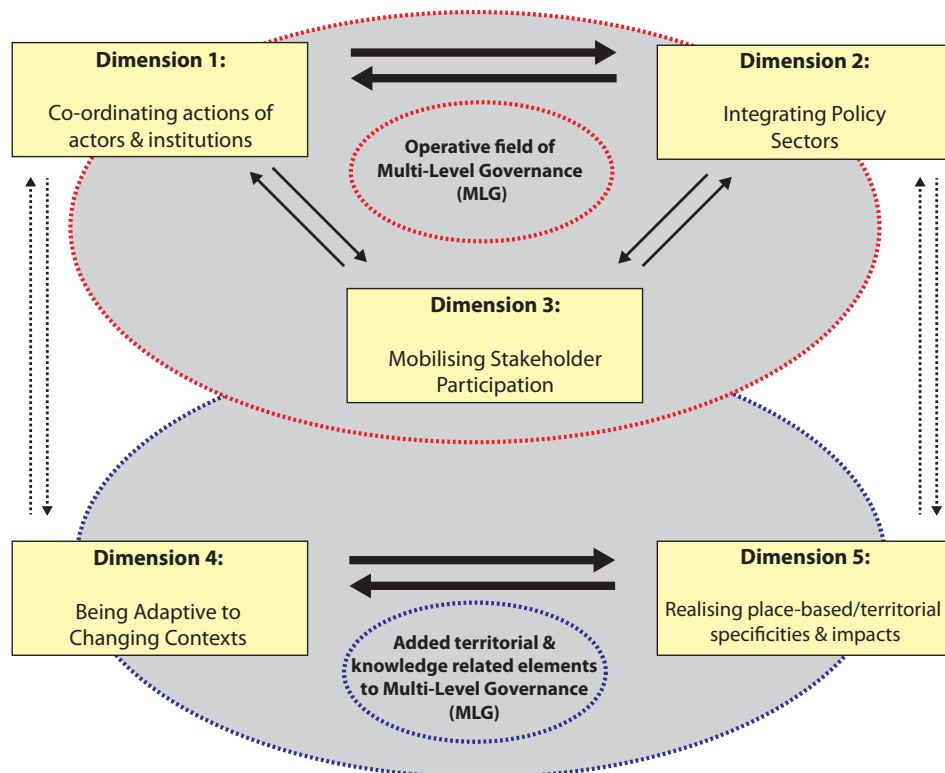 Dimension 1:
Co-ordinating actions of
actors & institutions
Dimension 2:
Integrating Policy
Sectors
Operative field of
Multi-Level Governance
(MLG)
Dimension 3:
Mobilising Stakeholder
Participation
Dimension 4:
Being Adaptive to
Changing Contexts
Dimension 5:
Realising place-based/territorial
specificities & impacts
Added territorial &
knowledge related elements
to Multi-Level Governance
(MLG)